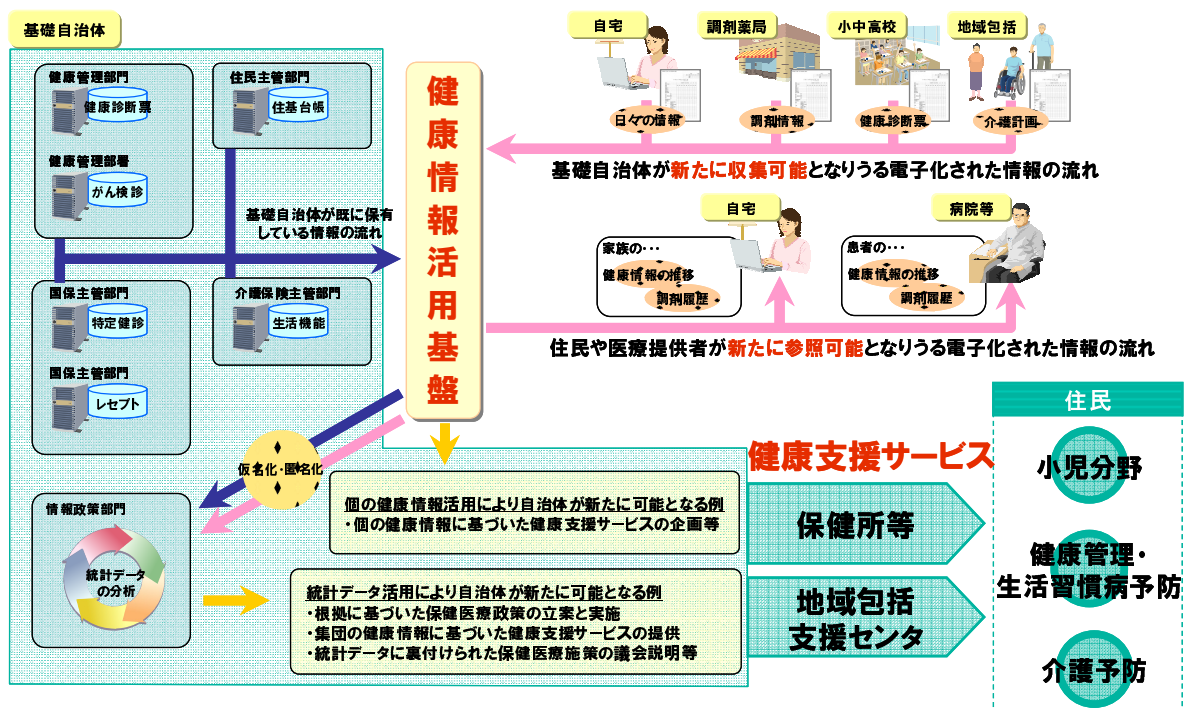 基礎自治体
健康管理部門
健康診断票
健康管理部署
がん検診
住民主管部門
住基台帳
基礎自治体が既に保有
している情報の流れ
国保主管部門
特定健診
国保主管部門
レセプト
介護保険主管部門
生活機能
健康情報活用基盤
自宅
調剤薬局
小中高校
地域包括
日々の情報
調剤情報
健康診断票
介護計画
基礎自治体が新たに収集可能となりうる電子化された情報の流れ
自宅
病院等
家族の・・・
健康情報の推移
調剤履歴
患者の・・・
健康情報の推移
調剤履歴
住民や医療提供者が新たに参照可能となりうる電子化された情報の流れ
仮名化・匿名化
情報政策部門
統計データ
の分析
個の健康情報活用により自治体が新たに可能となる例
・個の健康情報に基づいた健康支援サービスの企画等
統計データ活用により自治体が新たに可能となる例
・根拠に基づいた保健医療政策の立案と実施
・集団の健康情報に基づいた健康支援サービスの提供
・統計データに裏付けられた保健医療施策の議会説明等
健康支援サービス
保健所等
地域包括
支援センタ
住民
小児分野
健康管理・
生活習慣病予防
介護予防